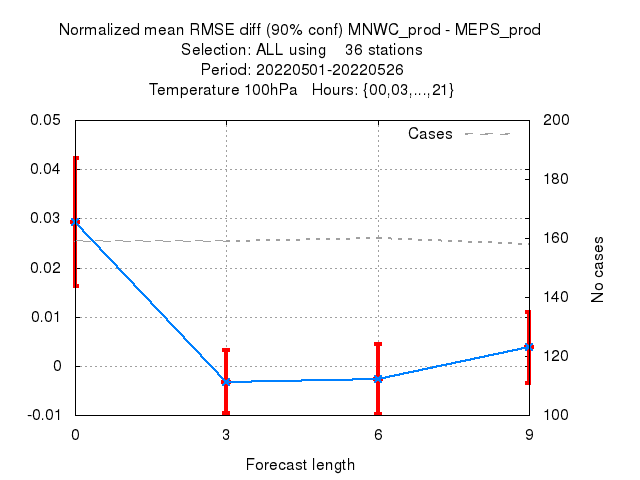 Normalized mean RMSE diff (90% conf) MNWC_prod - MEPS_prod
Selection: ALL using    36 stations
Period: 20220501-20220526
Temperature 100hPa   Hours: {00,03,...,21}
0.05
0.04
0.03
0.02
0.01
0
-0.01
Cases
200
180
160
140
120
100
No cases
0 3 6 9
Forecast length